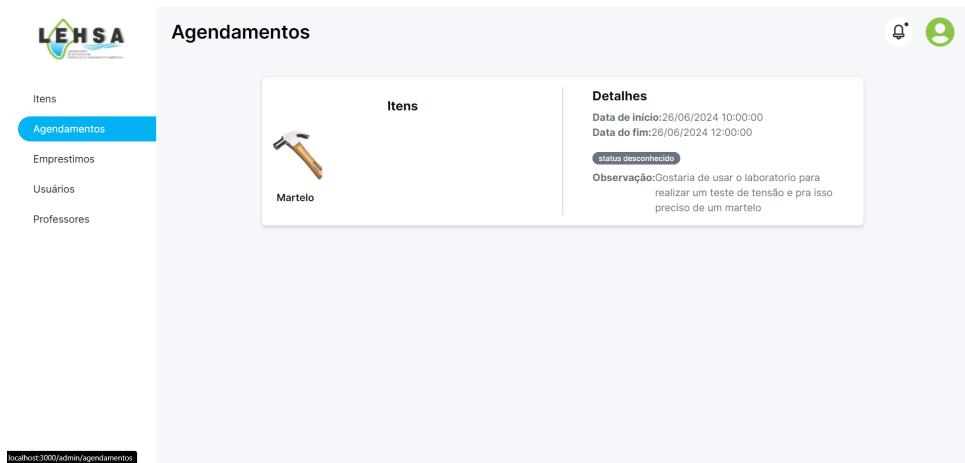 LEHSA
Agendamentos
Itens
Agendamentos
Emprestimos
Usuários
Professores
Itens
Martelo
Detalhes
Data de início:26/06/2024 10:00:00
Data do fim:26/06/2024 12:00:00
status desconhecido
Observação:Gostaria de usar o laboratorio para
realizar um teste de tensão e pra isso
preciso de um martelo
localhost:3000/admin/agendamentos